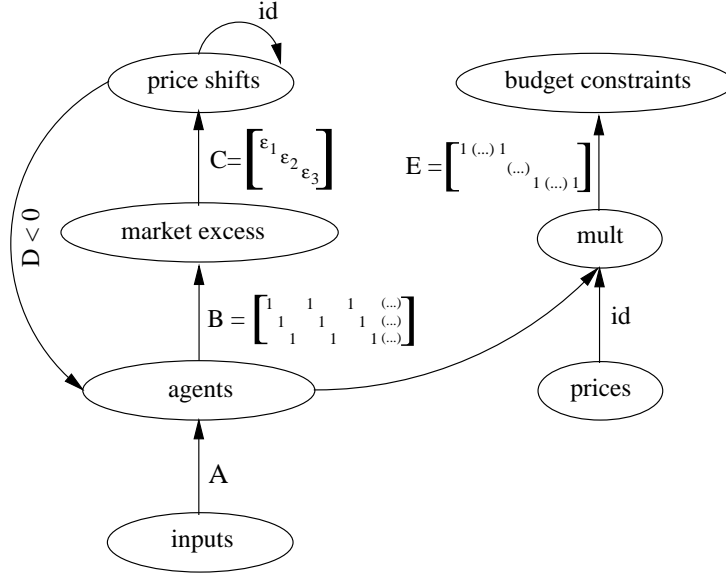 id
price shifts
budget constraints
C= [ε1 ε2 ε3]
E = [1 (...) 1 (...) 1 (...) 1]
D < 0
market excess
mult
B = [1 1 1 (...)
1 1 1 (...)
1 1 1 (...)]
id
agents
prices
A
inputs